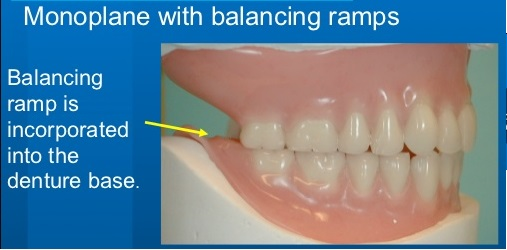 Monoplane with balancing ramps
Balancing
ramp is
incorporated
into the
denture base.